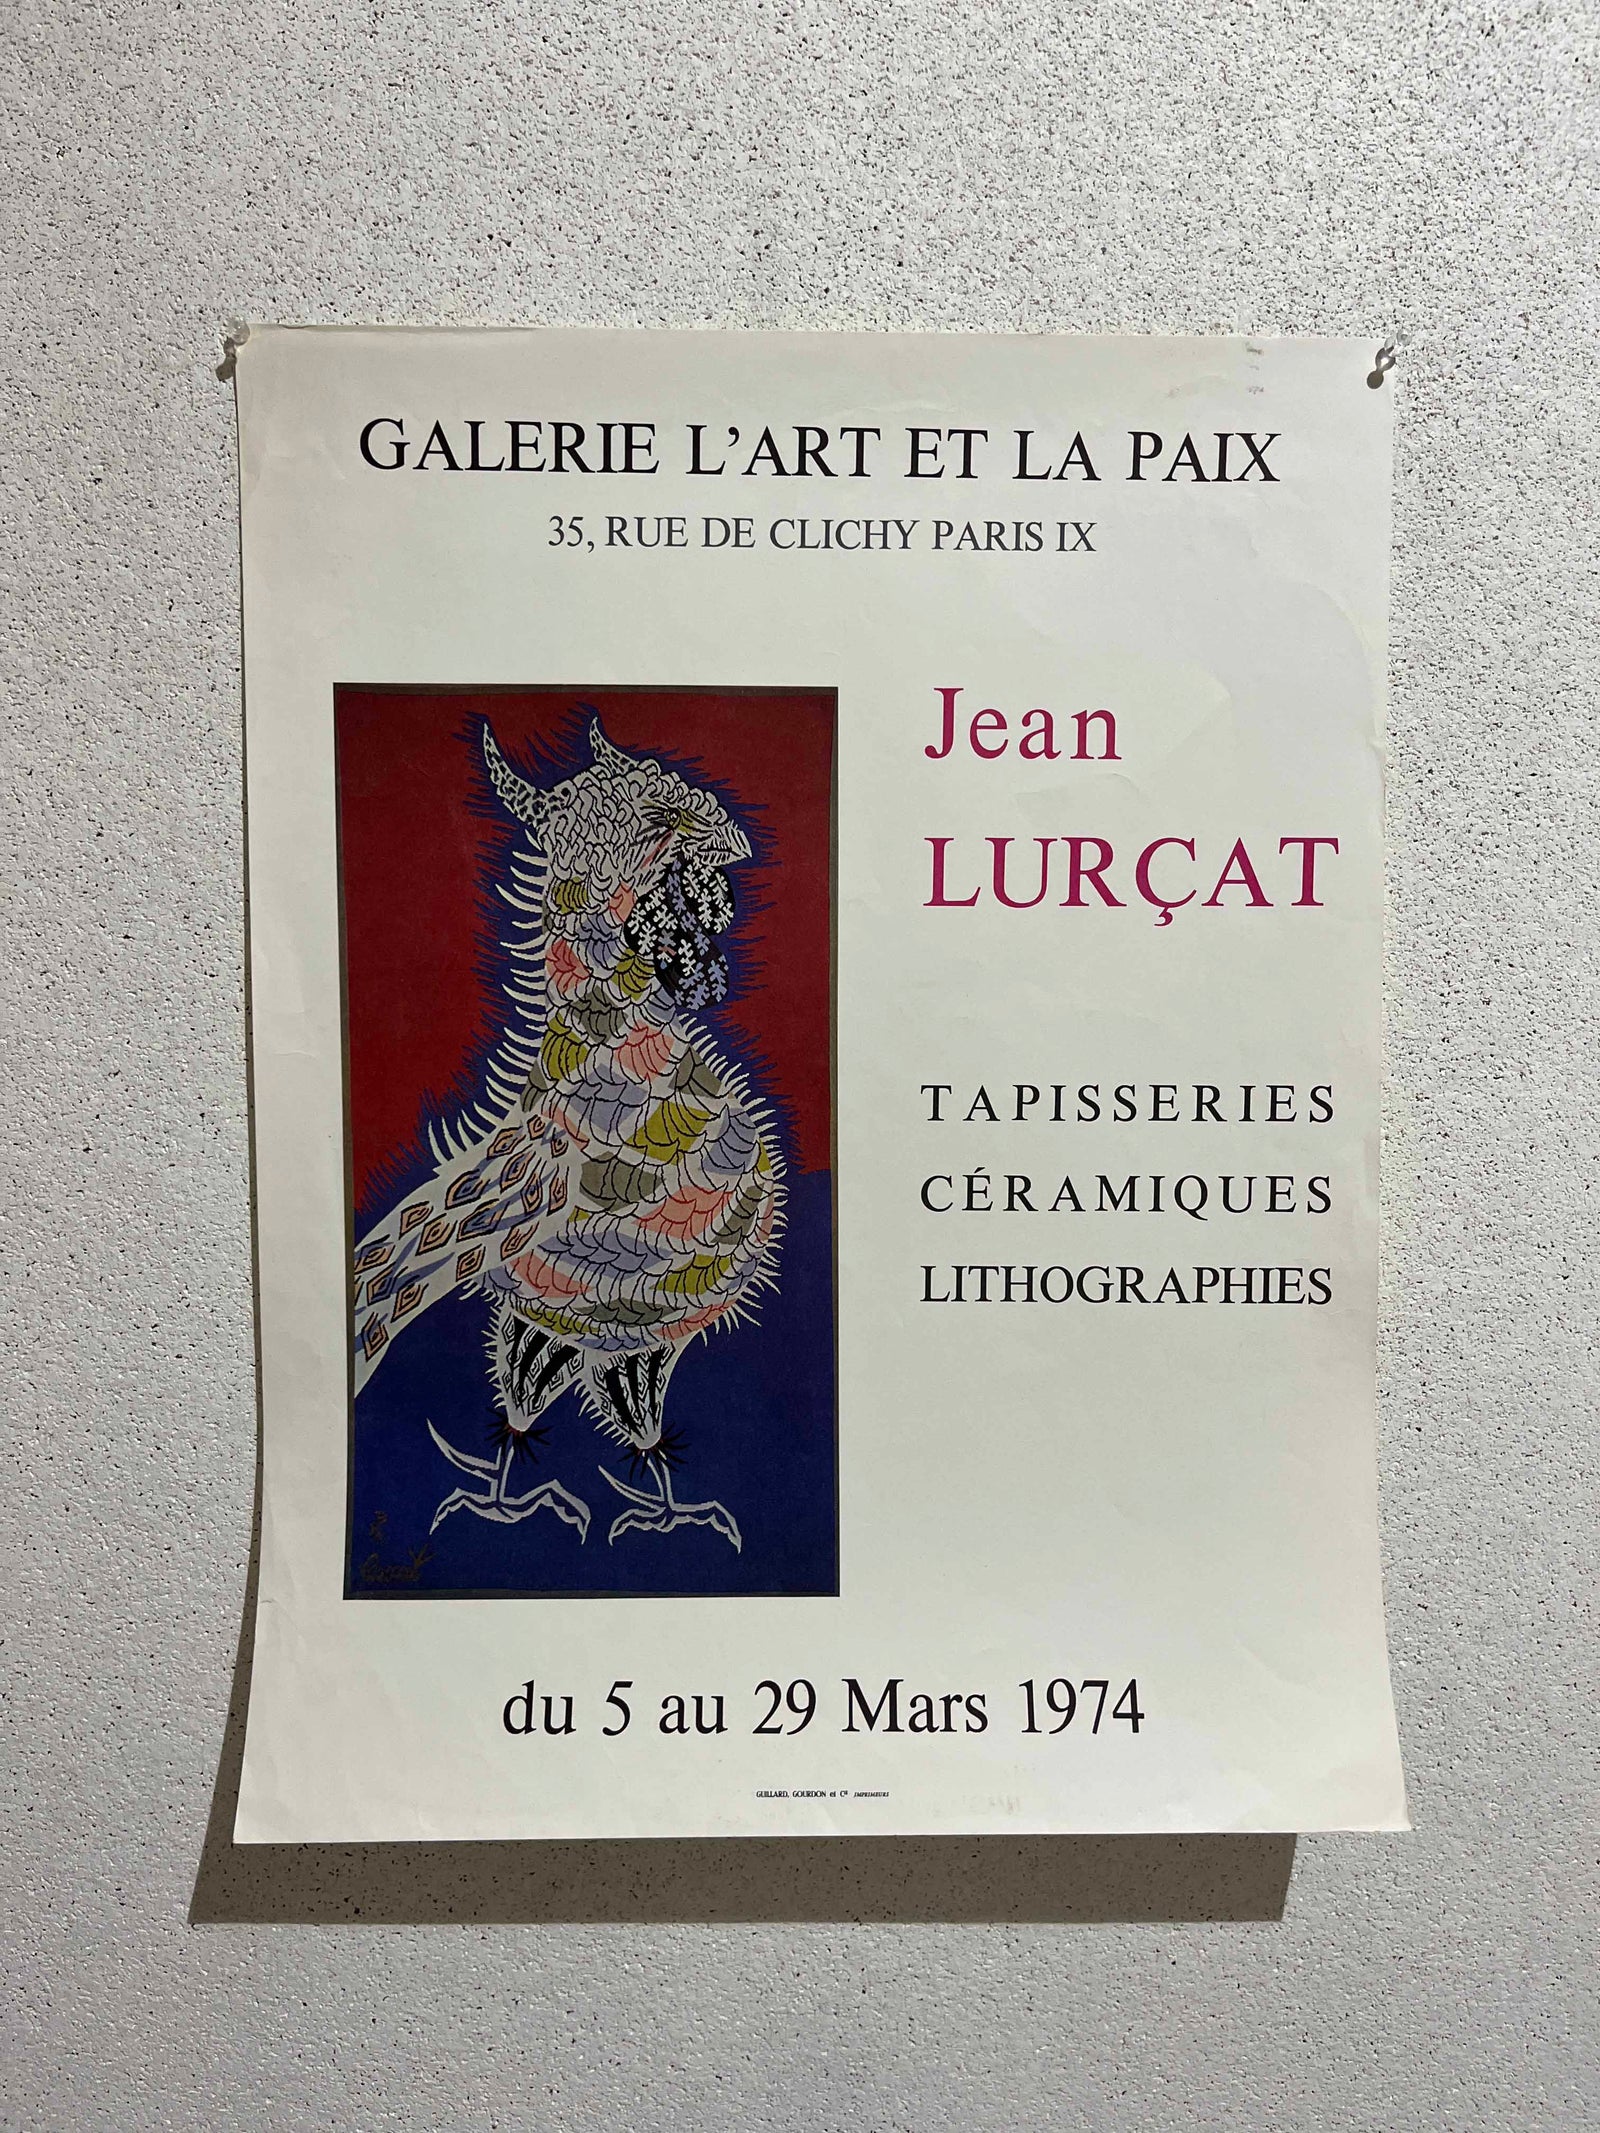 GALERIE L'ART ET LA PAIX
35, RUE DE CLICHY PARIS IX
Jean
LURÇAT
TAPISSERIES
CÉRAMIQUES
LITHOGRAPHIES
du 5 au 29 Mars 1974
GUILLARD, GOURDON et Cie IMPRIMEURS